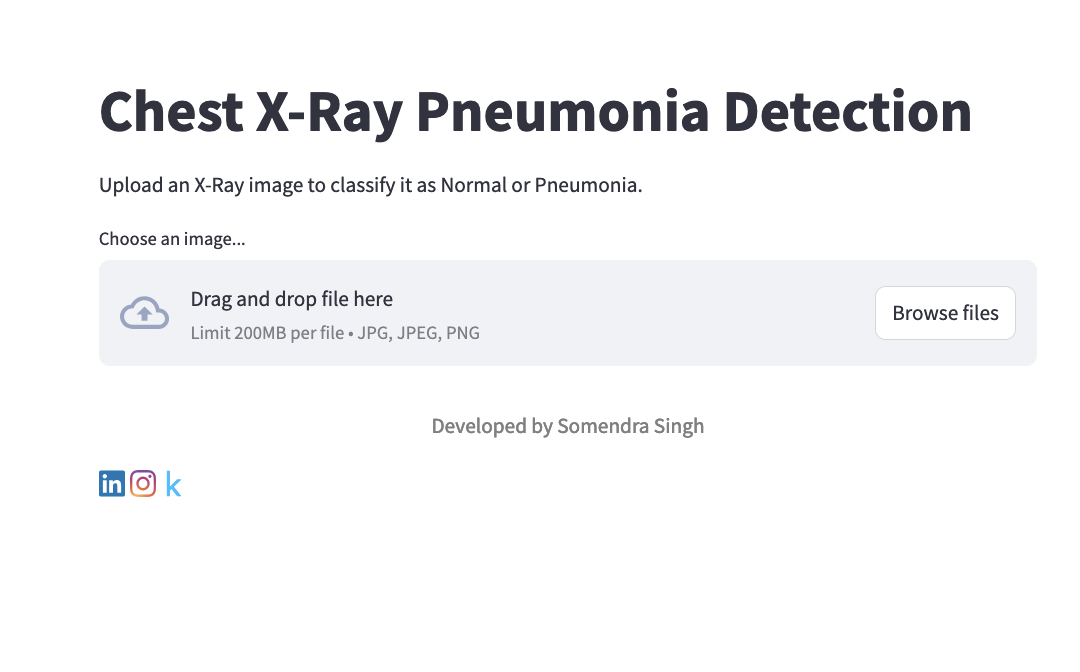 Chest X-Ray Pneumonia Detection
Upload an X-Ray image to classify it as Normal or Pneumonia.
Choose an image...
Drag and drop file here
Limit 200MB per file • JPG, JPEG, PNG
Browse files
Developed by Somendra Singh
in k